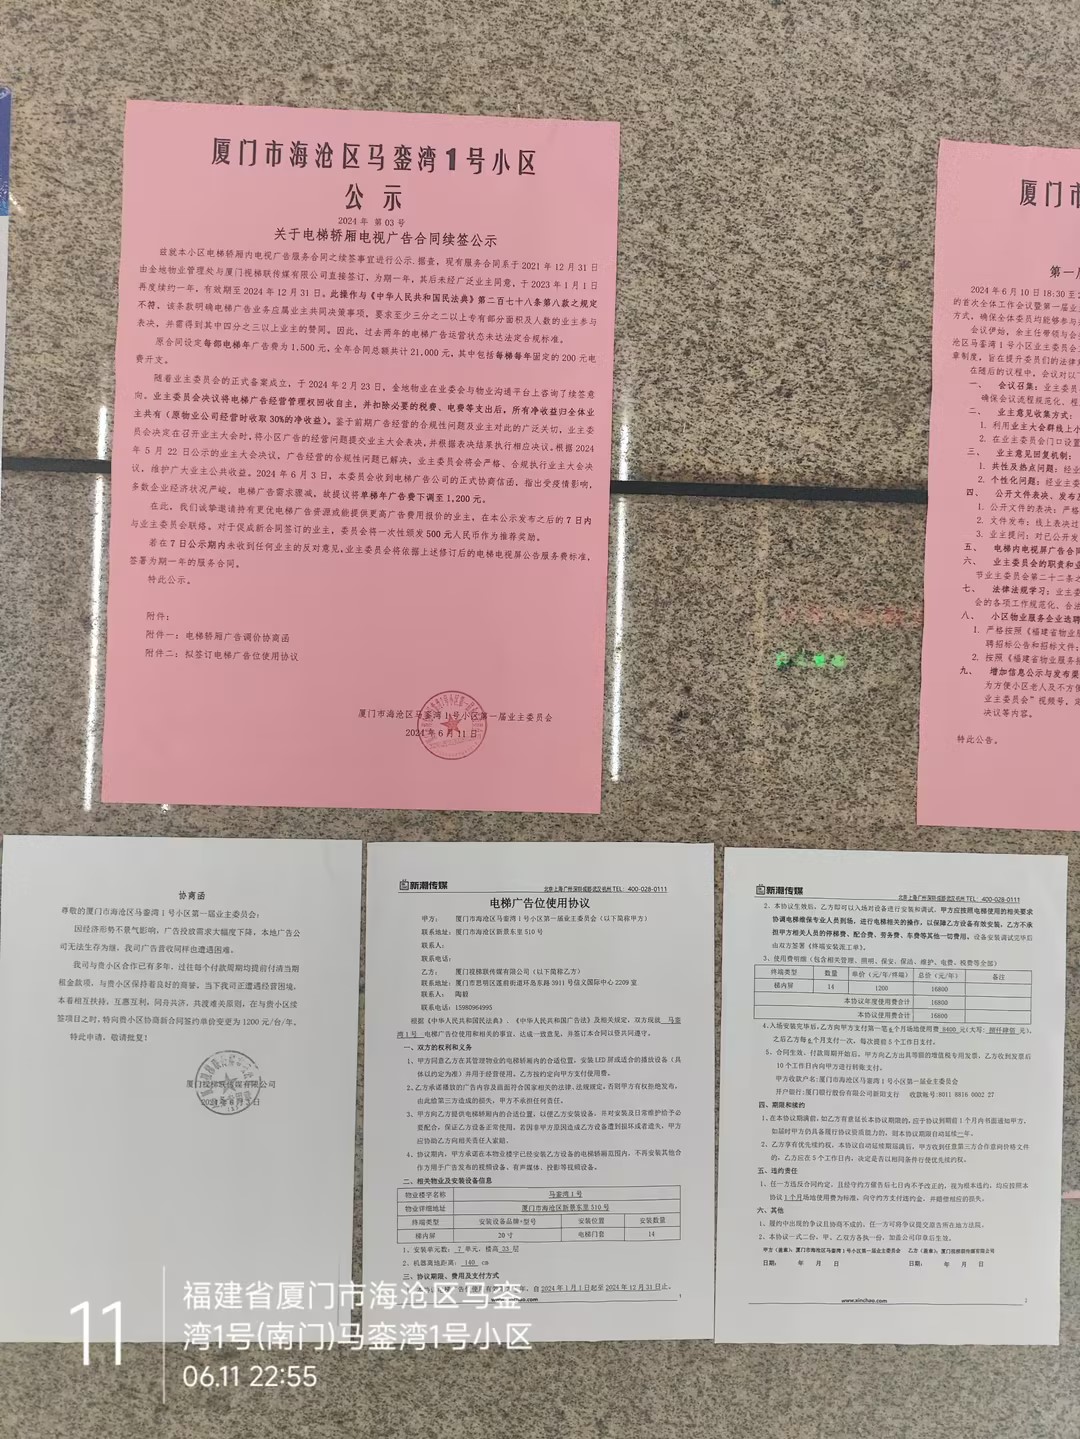 厦门市海沧区马銮湾1号小区
公 示
2024年 第03号
关于电梯轿厢电视广告合同续签公示
兹就本小区电梯轿厢内电视广告服务合同之续签事宜进行公示.据查，现有服务合同系于2021年12月31日
由金地物业管理处与厦门视梯联传媒有限公司直接签订，为期一年，其后未经广泛业主同意，于2023年1月1日
再度续约一年，有效期至2024年12月31日。此操作与《中华人民共和国民法典》第二百七十八条第八款之规定
不符。该条款明确电梯广告业务应属业主共同决策事项，要求至少三分之二以上专有部分面积及人数的业主参与
表决，并需得到其中四分之三以上业主的赞同。因此，过去两年的电梯广告运营状态未达法定合规标准。
原合同设定每部电梯年广告费为1,500元，全年合同总额共计21,000元，其中包括每梯每年固定的200元电
费开支。
随着业主委员会的正式备案成立，于2024年2月23日，金地物业在业委会与物业沟通平台上咨询了续签意
向。业主委员会决议将电梯广告经营管理权回收自主，并扣除必要的税费、电费等支出后，所有净收益归全体业
主共有（原物业公司经营时收取30%的净收益）。鉴于前期广告经营的合规性问题及业主对此的广泛关切，业主委
员会决定在召开业主大会时，将小区广告的经营问题提交业主大会表决，并根据表决结果执行相应决议。根据2024
年5月22日公示的业主大会决议，广告经营的合规性问题已解决，业主委员会将会严格、合规执行业主大会决
议，维护广大业主公共收益。2024年6月3日，本委员会收到电梯广告公司的正式协商信函，指出受疫情影响，
多数企业经济状况严峻，电梯广告需求骤减，故提议将单梯年广告费下调至1,200元。
在此，我们诚挚邀请持有更优电梯广告资源或能提供更高广告费用报价的业主，在本公示发布之后的7日内
与业主委员会联络。对于促成新合同签订的业主，委员会将一次性颁发500元人民币作为推荐奖励。
若在7日公示期内未收到任何业主的反对意见，业主委员会将依据上述修订后的电梯电视屏公告服务费标准，
签署为期一年的服务合同。
特此公示。
附件：
附件一：电梯轿厢广告调价协商函
附件二：拟签订电梯广告位使用协议
厦门市海沧区马銮湾1号小区第一届业主委员会
2024年6月11日
厦门市
第一届
2024年6月10日18:30至
的首次全体工作会议暨第一届业
方式，确保全体委员均能够参与
会议伊始，余主任带领与会
沧区马銮湾1号小区业主委员会
章制度，旨在提升委员们的法律
在随后的议程中，会议对以下
一、 会议召集：业主委员
确保会议流程规范化、程
二、 业主意见收集方式：
1. 利用业主大会群线上小
2. 在业主委员会门口设置
三、 业主意见回复机制：
1. 共性及热点问题：经业
2. 个性化问题：经业主委
四、 公开文件表决、发布
1. 公开文件的表决：严格
2. 文件发布：线上表决过
3. 业主提问：对已公开发
五、 电梯内电视屏广告合同
六、 业主委员会的职责和业
节业主委员会第二十二条之
七、 法律法规学习：业主委
会的各项工作规范化、合法
八、 小区物业服务企业选聘
1. 严格按照《福建省物业
聘招标公告和招标文件；
2. 按照《福建省物业服务
九、 增加信息公示与发布渠
为方便小区老人及不方便
业主委员会”视频号，定
决议等内容。
特此公告。
协商函
尊敬的厦门市海沧区马銮湾1号小区第一届业主委员会：
因经济形势不景气影响，广告投放需求大幅度下降，本地广告公
司无法生存为继，我司广告营收同样也遭遇困难。
我司与贵小区合作已有多年，过往每个付款周期均提前付清当期
租金款项，与贵小区保持着良好的商誉，当下我司正遭遇经营困境，
本着相互扶持，互惠互利，同舟共济、共渡难关原则，在与贵小区续
签项目之时，特向贵小区协商新合同签约单价变更为1200元/台/年。
特此申请，敬请批复！
厦门视梯联传媒有限公司
2024年6月3日
新潮传媒
北京上海广州深圳成都武汉杭州 TEL：400-028-0111
电梯广告位使用协议
甲方： 厦门市海沧区马銮湾1号小区第一届业主委员会（以下简称甲方）
联系地址：厦门市海沧区新景东里510号
联系人：
联系电话：
乙方： 厦门视梯联传媒有限公司（以下简称乙方）
联系地址：厦门市思明区莲前街道环岛东路3911号信义国际中心2209室
联系人： 陶毅
联系电话：15980964995
根据《中华人民共和国民法典》、《中华人民共和国广告法》及相关规定，双方现就 马銮
湾1号 电梯广告位使用和相关的事宜，达成一致意见，并签订本合同以资共同遵守。
一、双方的权利和义务
1、甲方同意乙方在其管理物业的电梯轿厢内的合适位置，安装LED屏或适合的播放设备（具
体以约定为准）并用于经营使用。乙方按约定向甲方支付使用费。
2、乙方承诺播放的广告内容及画面符合国家相关的法律、法规规定，否则甲方有权拒绝发布，
由此给第三方造成的损失，甲方不承担任何责任。
3、甲方向乙方提供电梯轿厢内的合适位置，以便乙方安装设备，并对安装及日常维护给予必
要配合，保证乙方设备正常使用。若因非甲方原因造成乙方设备遭到损坏或者遗失，甲方
应协助乙方向相关责任人索赔。
4、协议期内，甲方承诺在本物业楼宇已经安装乙方设备的电梯轿厢范围内，不再安装其他合
作方用于广告发布的视频设备、有声媒体、投影等视频设备。
二、相关物业及安装设备信息
物业楼宇名称 马銮湾1号
物业详细地址 厦门市海沧区新景东里510号
终端类型 安装设备品牌+型号 安装位置 安装数量
梯内屏 20寸 电梯门套 14
1、安装单元数： 7 单元，楼高 33 层
2、机器离地距离： 140 cm
三、协议期限、费用及支付方式
自2024年1月1日起至2024年12月31日止。
www.xinchao.com
1
新潮传媒
北京上海广州深圳成都武汉杭州 TEL：400-028-0111
2、本协议生效后，乙方即可以入场对设备进行安装和调试。甲方应按照电梯使用的相关要求
协调电梯维保专业人员到场，进行电梯相关的操作，以保障乙方设备有效安装，乙方不承
担甲方相关人员的停梯费、配合费、劳务费、车费等其他一切费用。设备安装调试完毕后
由双方签署《终端安装派工单》。
3、使用费明细（包含相关管理、照明、保安、保洁、维护、电费、税费等全部）
终端类型 数量 单价（元/年/终端） 总价（元/年） 备注
梯内屏 14 1200 16800
本协议年度使用费合计 16800
本协议使用费合计 16800
4.入场安装完毕后，乙方向甲方支付第一笔6个月场地使用费 8400 元（大写：捌仟肆佰元），
之后乙方每6个月支付一次，每次提前5个工作日支付。
5、合同生效、付款周期开始后，甲方向乙方出具等额的增值税专用发票，乙方收到发票后
10个工作日内向甲方进行转账支付。
甲方收款户名：厦门市海沧区马銮湾1号小区第一届业主委员会
开户银行：厦门银行股份有限公司新阳支行 收款账号：8011 8816 0002 27
四、期限和续约
1、在本协议期满前，如乙方有意延长本协议期限的，应于协议到期前1个月内书面通知甲方，
如届时甲方仍具备履行协议资质能力的，则本协议期限自动延续一年。
2、乙方享有优先续约权，本协议自动延续期届满后，甲方收到任意第三方合作意向价格文件
的，乙方应在5个工作日内，决定是否以相同条件行使优先续约权。
五、违约责任
1、任一方违反合同约定，且经守约方催告后七日内不予改正的，视为根本违约，均应按照本
协议1个月场地使用费为标准，向守约方支付违约金，并赔偿相应的损失。
六、其他
1、履约中出现的争议且协商不成的，任一方可将争议提交原告所在地方法院。
2、本协议一式二份，甲、乙双方各执一份，加盖公司印章后生效。
甲方（盖章）：厦门市海沧区马銮湾1号小区第一届业主委员会 乙方（盖章）：厦门视梯联传媒有限公司
日期： 年 月 日 日期： 年 月 日
www.xinchao.com
2
11
福建省厦门市海沧区马銮
湾1号(南门)马銮湾1号小区
06.11 22:55